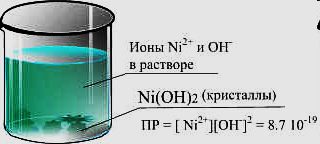 Ионы Ni²⁺ и OH⁻
в растворе
Ni(OH)₂ (кристаллы)
ПР = [ Ni²⁺][OH⁻]² = 8.7 10⁻¹⁹